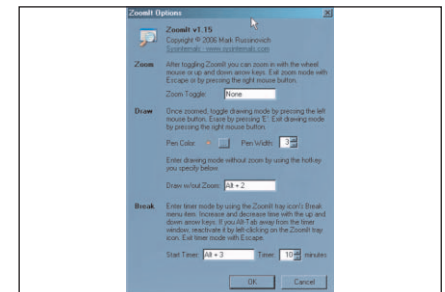 ZoomIt Options
ZoomIt v1.15
Copyright © 2006 Mark Russinovich
Sysinternals - www.sysinternals.com
Zoom After toggling ZoomIt you can zoom in with the wheel
mouse or up and down arrow keys. Exit zoom mode with
Escape or by pressing the right mouse button.
Zoom Toggle: None
Draw Once zoomed, toggle drawing mode by pressing the left
mouse button. Erase by pressing 'E'. Exit drawing mode
by pressing the right mouse button.
Pen Color: Pen Width: 3
Enter drawing mode without zoom by using the hotkey
you specify below
Draw w/out Zoom: Alt + 2
Break Enter timer mode by using the ZoomIt tray icon's Break
menu item. Increase and decrease time with the up and
down arrow keys. If you Alt-Tab away from the timer
window, reactivate it by left-clicking on the ZoomIt tray
icon. Exit timer mode with Escape.
Start Timer: Alt + 3 Timer: 10 minutes
OK Cancel